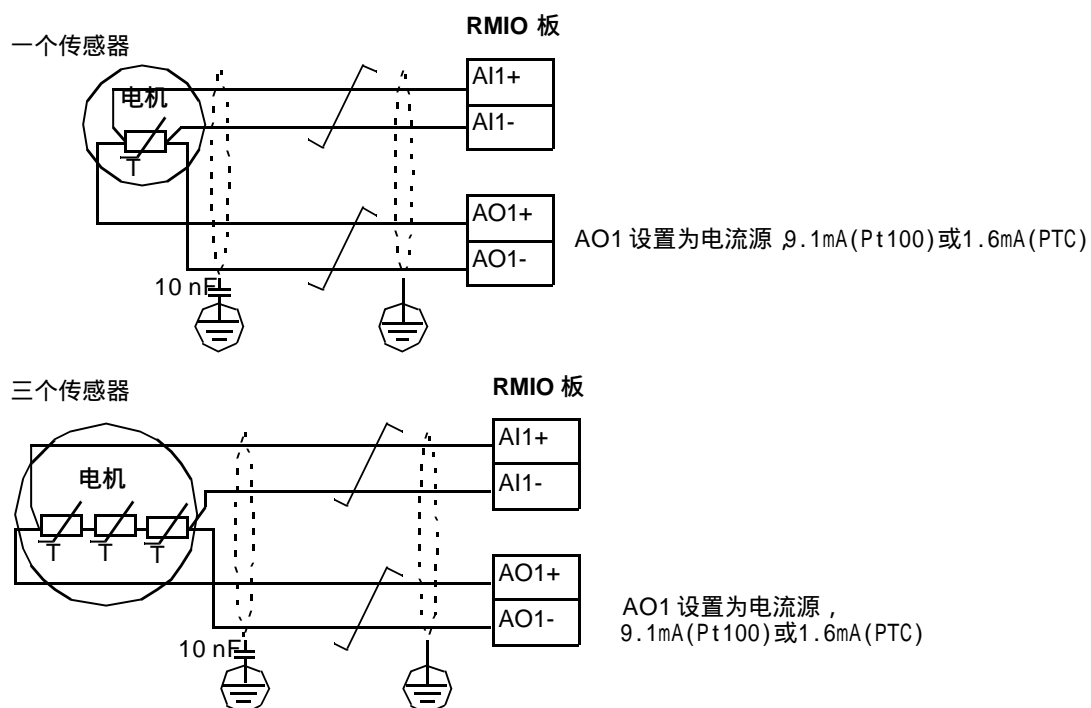 RMIO 板
一个传感器
电机
T
AI1+
AI1-
AO1+
AO1-
AO1 设置为电流源 ,9.1mA(Pt100)或1.6mA(PTC)
10 nF
三个传感器
RMIO 板
电机
T T T
AI1+
AI1-
AO1+
AO1-
AO1 设置为电流源 ,
9.1mA(Pt100)或1.6mA(PTC)
10 nF